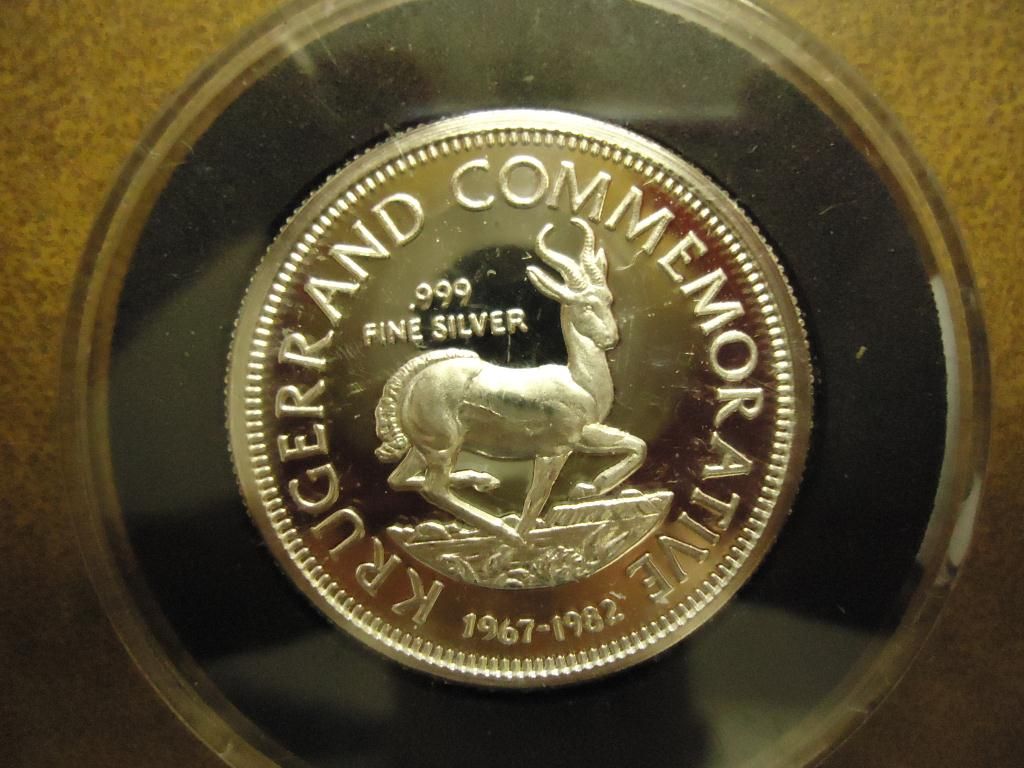 KRUGERRAND COMMEMORATIVE
.999
FINE SILVER
1967-1982